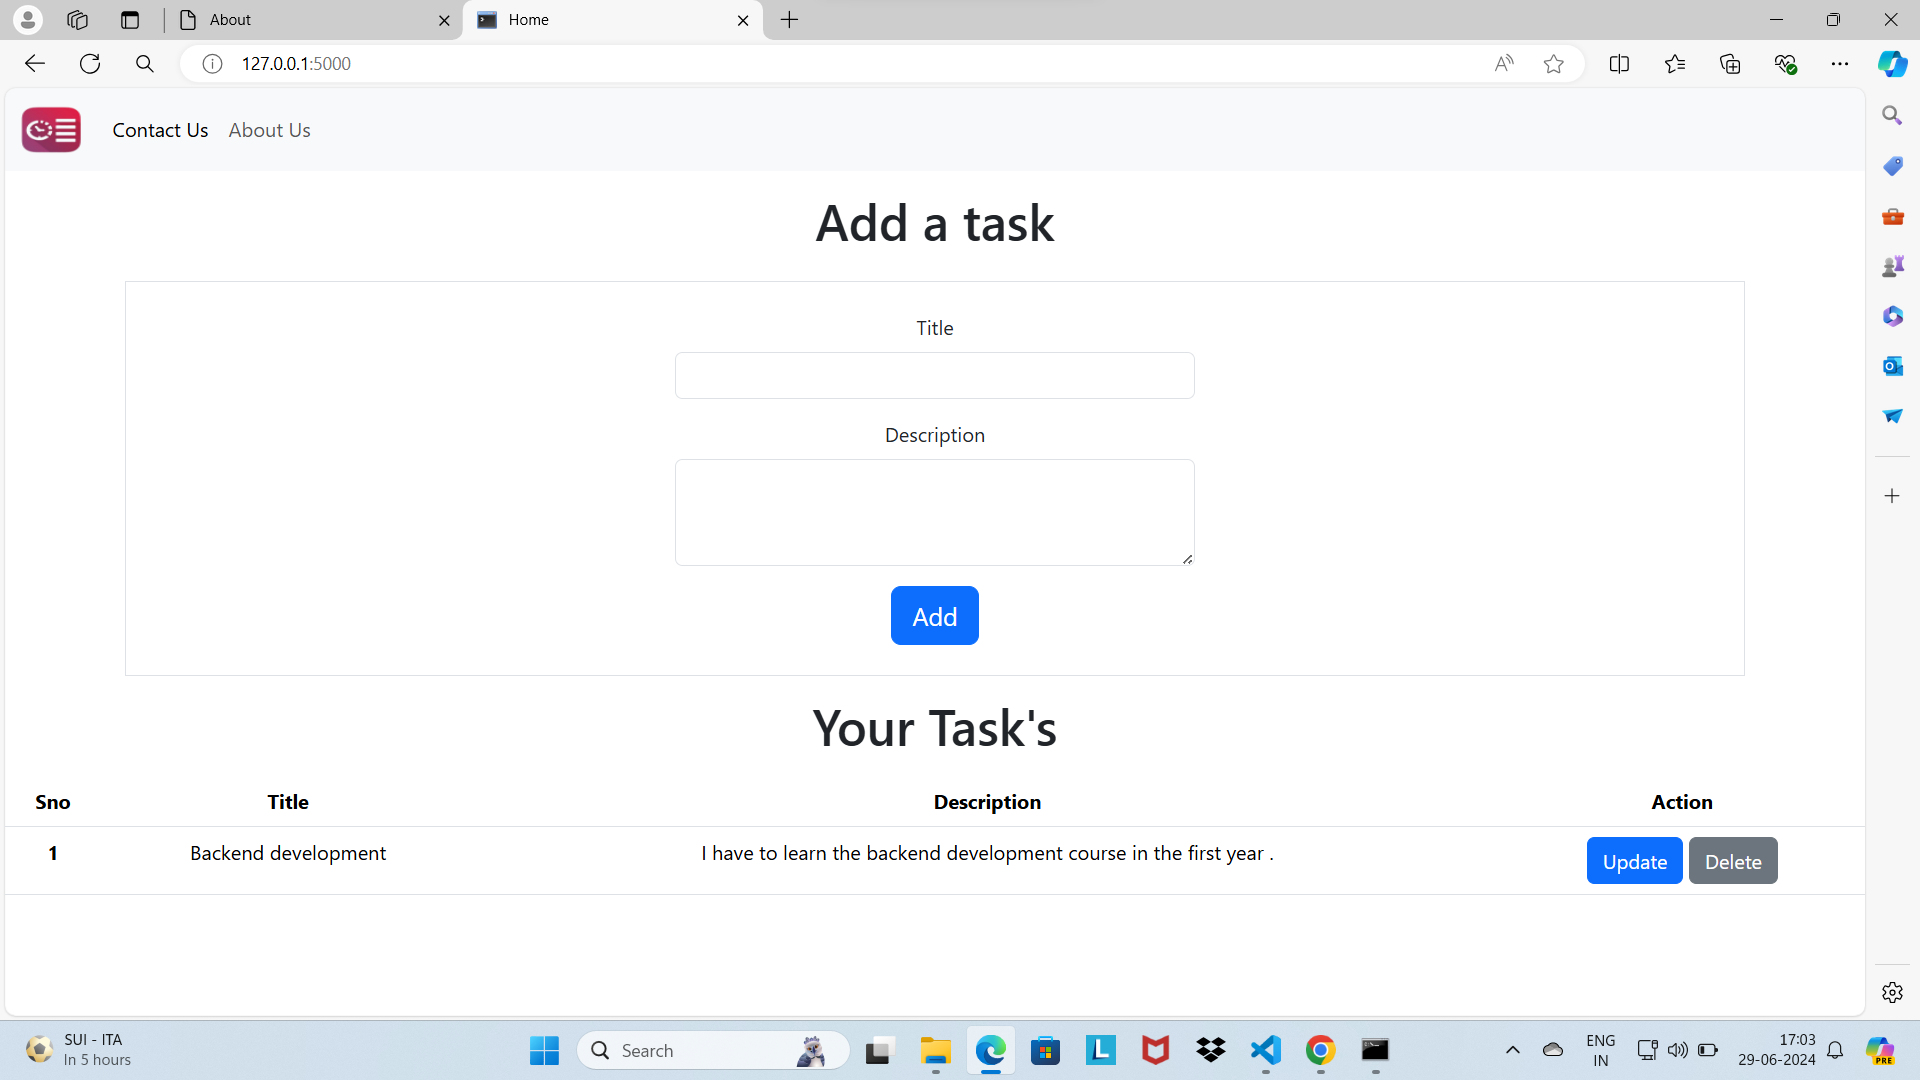 About
Home
127.0.0.1:5000
Contact Us About Us
Add a task
Title
Description
Add
Your Task's
Sno Title Description Action
1 Backend development I have to learn the backend development course in the first year . Update Delete
SUI - ITA
In 5 hours
Search
ENG
IN
17:03
29-06-2024
PRE